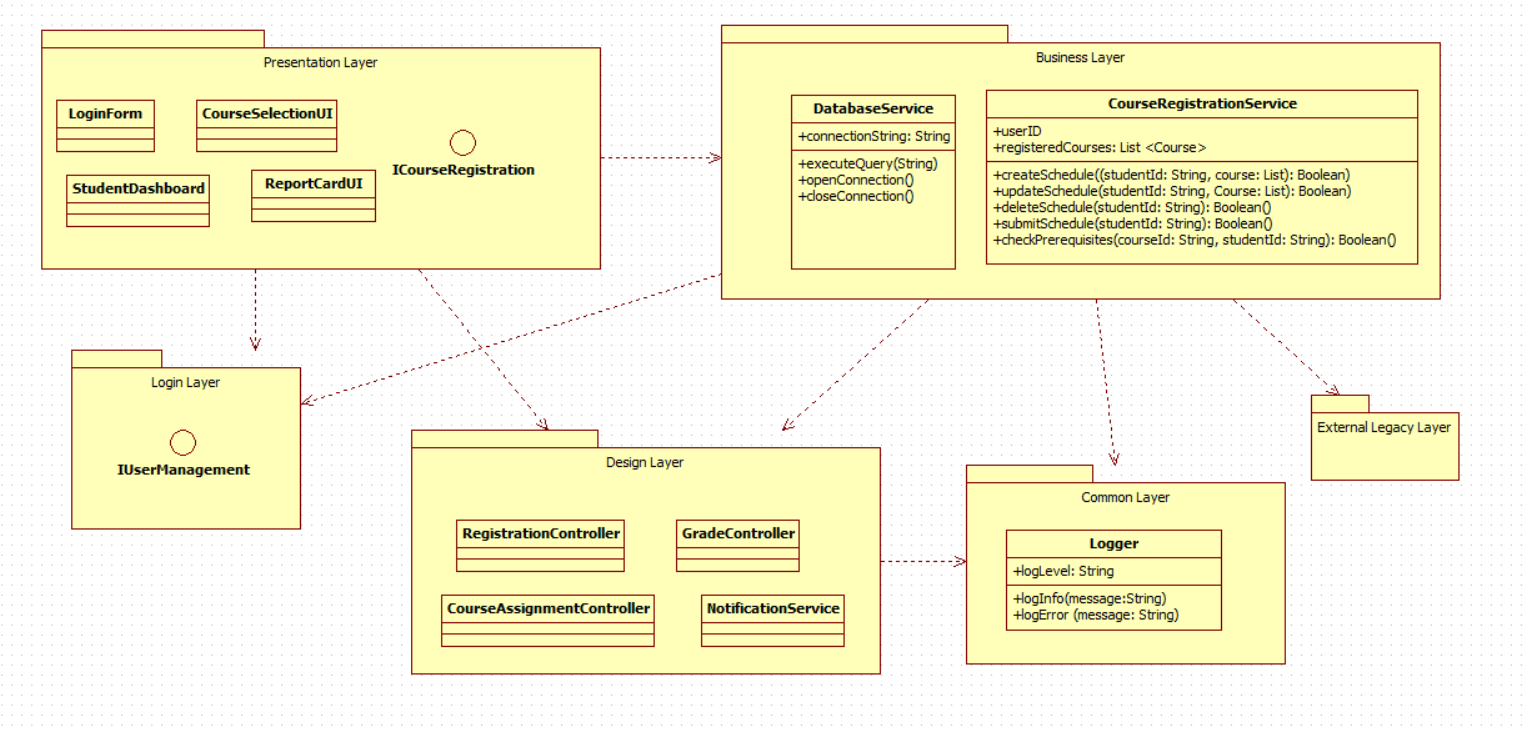 Presentation Layer
LoginForm
CourseSelectionUI
ICourseRegistration
StudentDashboard
ReportCardUI
Business Layer
DatabaseService
+connectionString: String
+executeQuery(String)
+openConnection()
+closeConnection()
CourseRegistrationService
+userID
+registeredCourses: List <Course>
+createSchedule((studentId: String, course: List): Boolean)
+updateSchedule(studentId: String, Course: List): Boolean)
+deleteSchedule(studentId: String): Boolean()
+submitSchedule(studentId: String): Boolean()
+checkPrerequisites(courseId: String, studentId: String): Boolean()
Login Layer
IUserManagement
Design Layer
RegistrationController
GradeController
CourseAssignmentController
NotificationService
Common Layer
Logger
+logLevel: String
+logInfo(message:String)
+logError (message: String)
External Legacy Layer